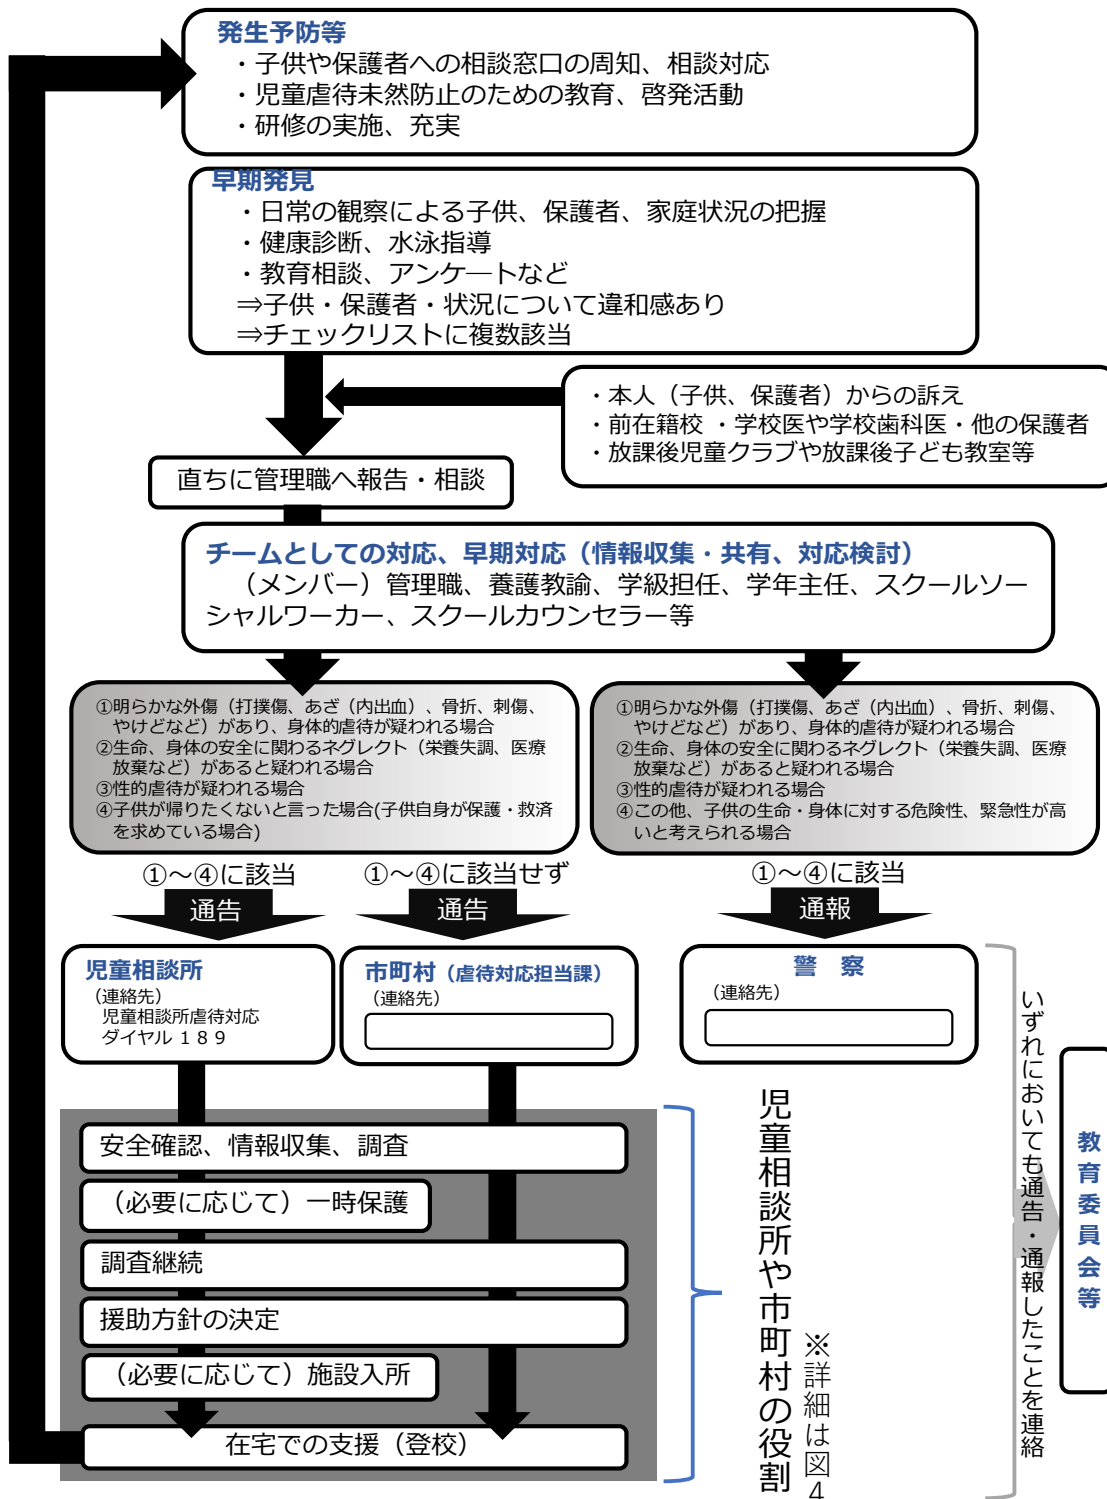 発生予防等
・子供や保護者への相談窓口の周知、相談対応
・児童虐待未然防止のための教育、啓発活動
・研修の実施、充実
早期発見
・日常の観察による子供、保護者、家庭状況の把握
・健康診断、水泳指導
・教育相談、アンケートなど
⇒子供・保護者・状況について違和感あり
⇒チェックリストに複数該当
・本人（子供、保護者）からの訴え
・前在籍校 ・学校医や学校歯科医・他の保護者
・放課後児童クラブや放課後子ども教室等
直ちに管理職へ報告・相談
チームとしての対応、早期対応（情報収集・共有、対応検討）
（メンバー）管理職、養護教諭、学級担任、学年主任、スクールソー
シャルワーカー、スクールカウンセラー等
①明らかな外傷（打撲傷、あざ（内出血）、骨折、刺傷、
やけどなど）があり、身体的虐待が疑われる場合
②生命、身体の安全に関わるネグレクト（栄養失調、医療
放棄など）があると疑われる場合
③性的虐待が疑われる場合
④子供が帰りたくないと言った場合(子供自身が保護・救済
を求めている場合)
①明らかな外傷（打撲傷、あざ（内出血）、骨折、刺傷、
やけどなど）があり、身体的虐待が疑われる場合
②生命、身体の安全に関わるネグレクト（栄養失調、医療
放棄など）があると疑われる場合
③性的虐待が疑われる場合
④この他、子供の生命・身体に対する危険性、緊急性が高
いと考えられる場合
①～④に該当
①～④に該当せず
①～④に該当
通告
通告
通報
児童相談所
（連絡先）
児童相談所虐待対応
ダイヤル １８９
市町村（虐待対応担当課）
（連絡先）
警 察
（連絡先）
いずれにおいても通告・通報したことを連絡
教育委員会等
安全確認、情報収集、調査
（必要に応じて）一時保護
調査継続
援助方針の決定
（必要に応じて）施設入所
在宅での支援（登校）
児童相談所や市町村の役割
※詳細は図４